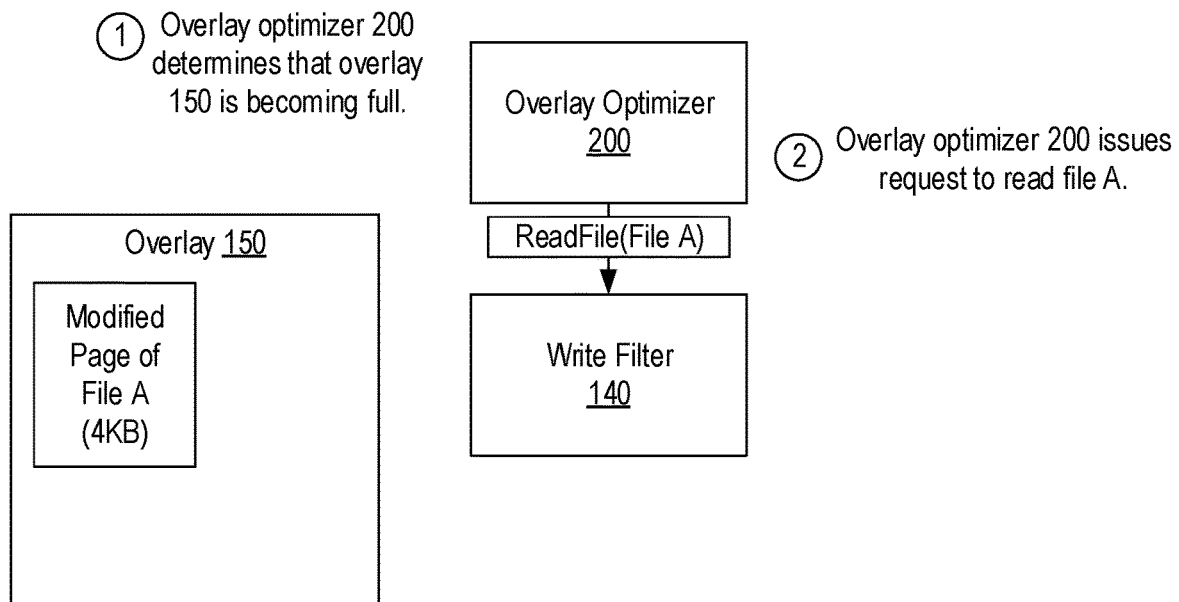 1 Overlay optimizer 200
determines that overlay
150 is becoming full.
Overlay Optimizer
200
2 Overlay optimizer 200 issues
request to read file A.
ReadFile(File A)
Overlay 150
Modified
Page of
File A
(4KB)
Write Filter
140